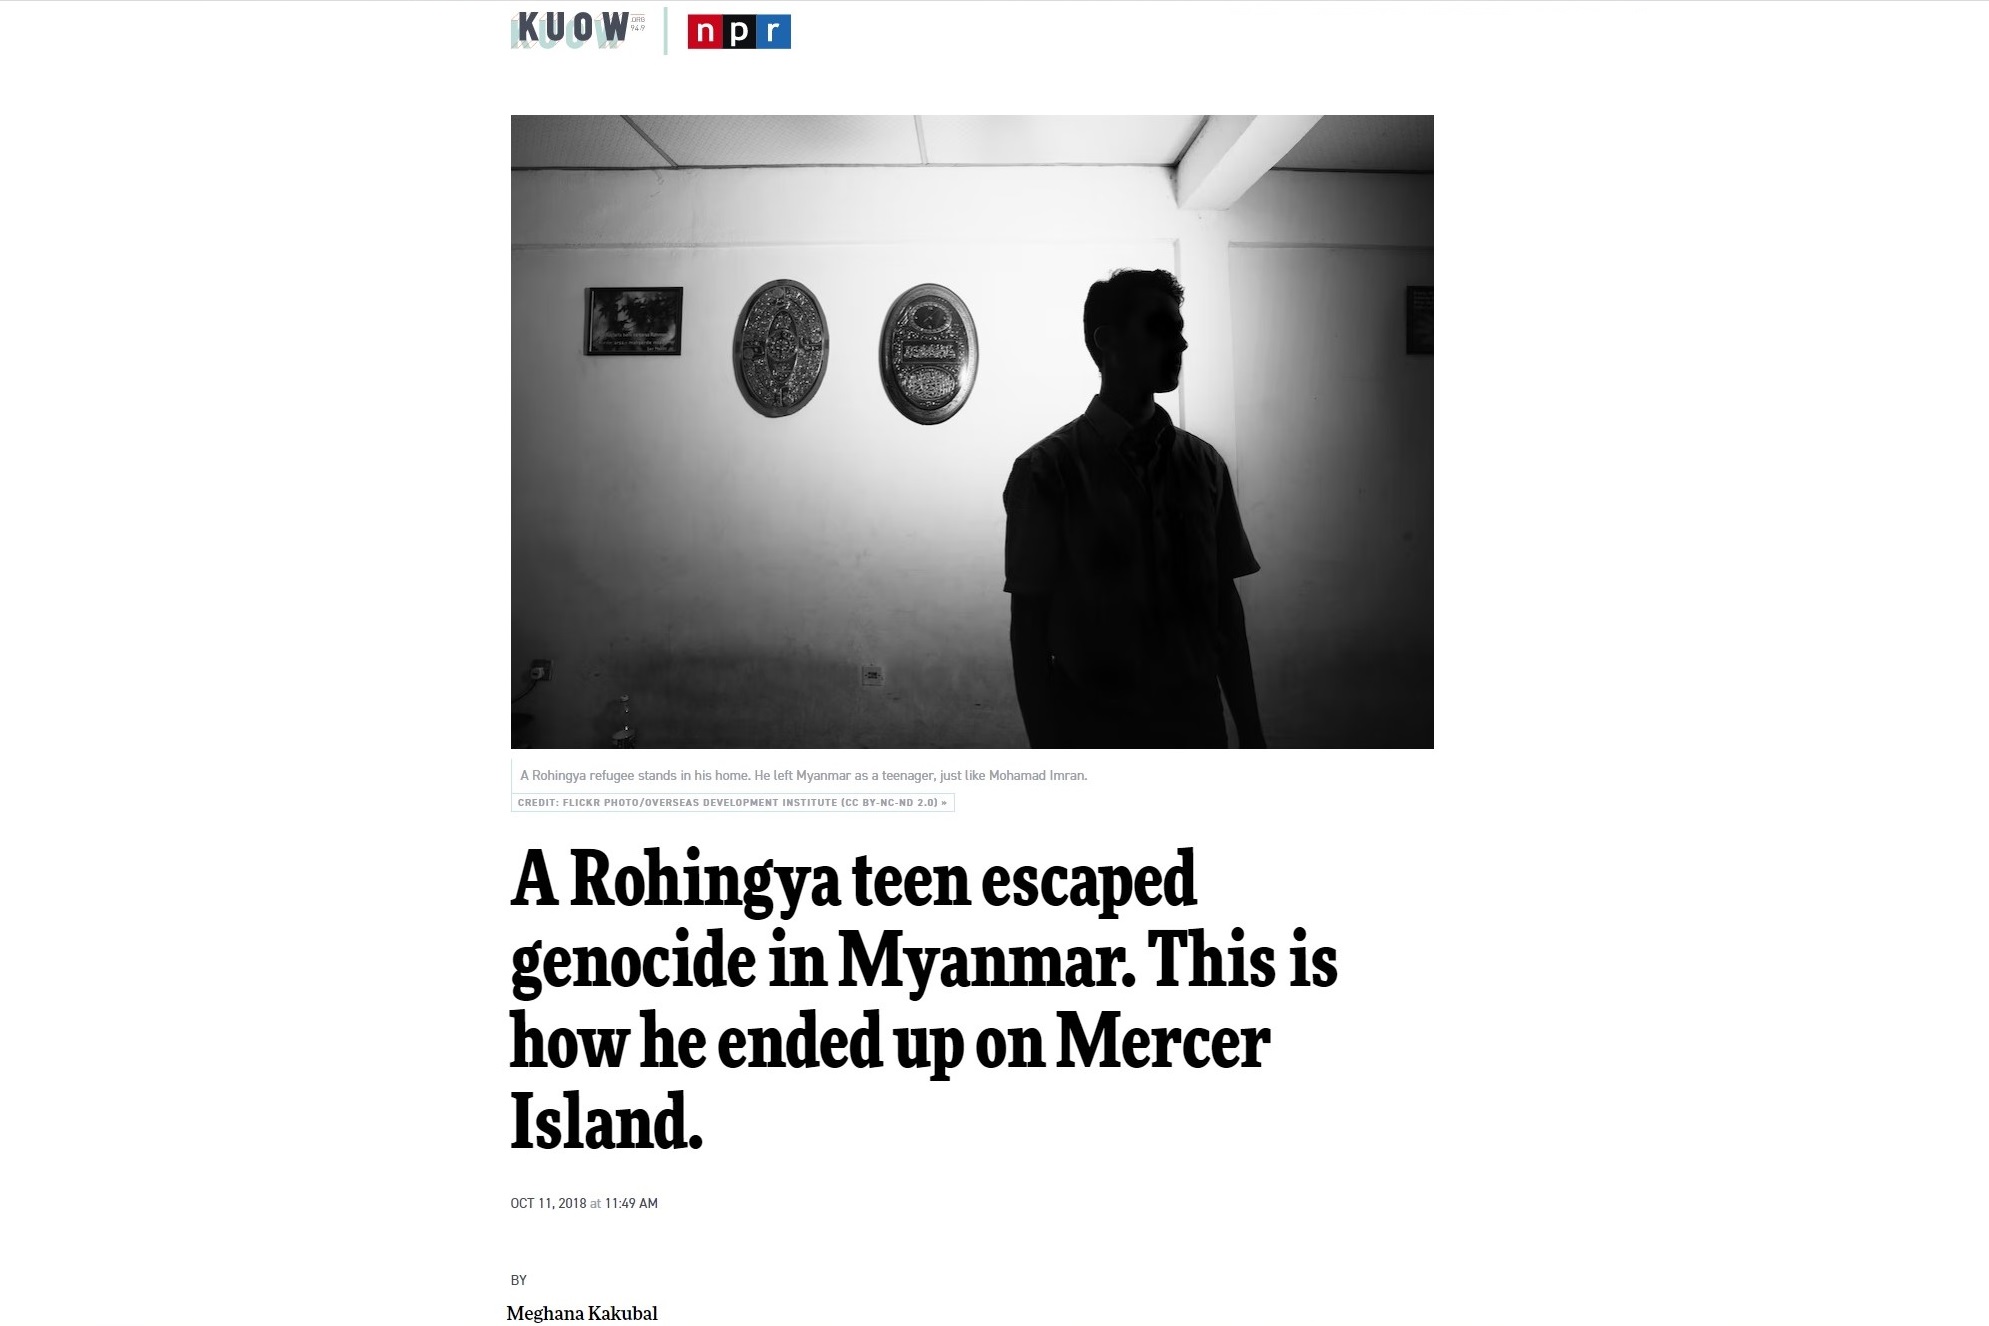 KUOW .ORG 94.9
npr
A Rohingya refugee stands in his home. He left Myanmar as a teenager, just like Mohamad Imran.
CREDIT: FLICKR PHOTO/OVERSEAS DEVELOPMENT INSTITUTE (CC BY-NC-ND 2.0) »
A Rohingya teen escaped
genocide in Myanmar. This is
how he ended up on Mercer
Island.
OCT 11, 2018 at 11:49 AM
BY
Meghana Kakubal